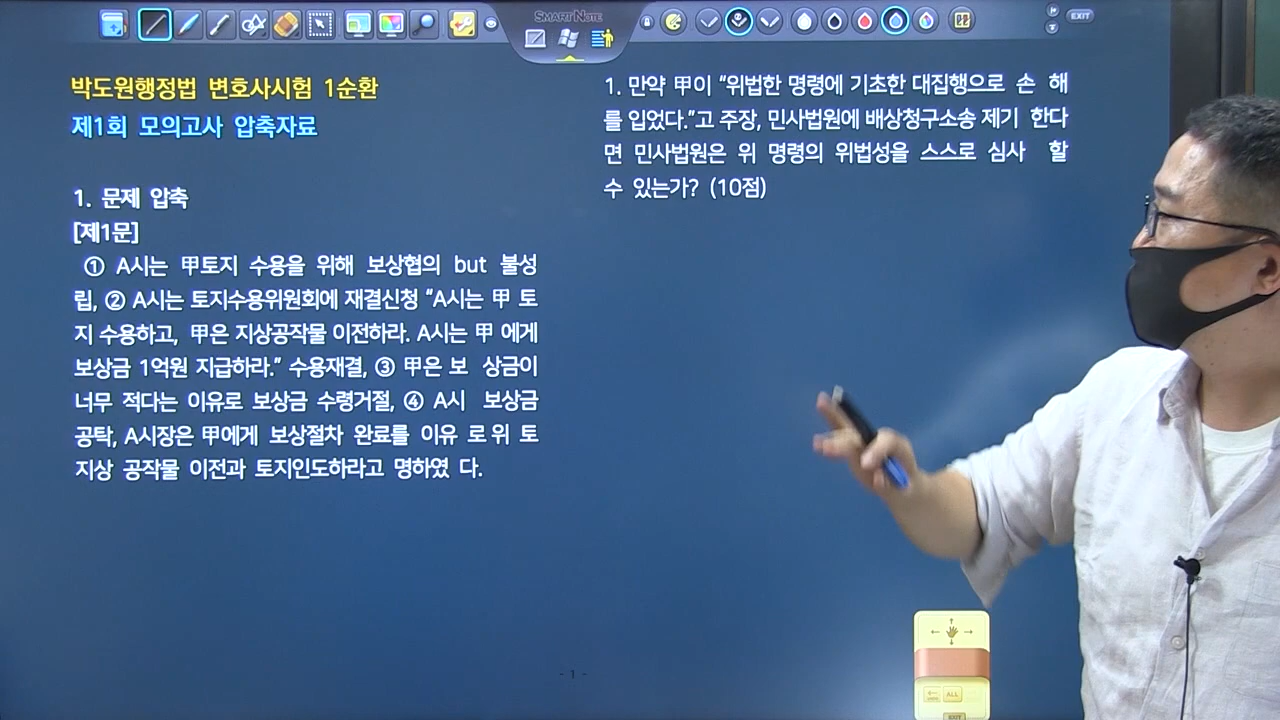 SMART NOTE
EXIT
박도원행정법 변호사시험 1순환
제1회 모의고사 압축자료
1. 문제 압축
[제1문]
① A시는 甲토지 수용을 위해 보상협의 but 불성
립, ② A시는 토지수용위원회에 재결신청 “A시는 甲 토
지 수용하고, 甲은 지상공작물 이전하라. A시는 甲 에게
보상금 1억원 지급하라.” 수용재결, ③ 甲은 보 상금이
너무 적다는 이유로 보상금 수령거절, ④ A시 보상금
공탁, A시장은 甲에게 보상절차 완료를 이유 로 위 토
지상 공작물 이전과 토지인도하라고 명하였 다.
1. 만약 甲이 “위법한 명령에 기초한 대집행으로 손 해
를 입었다.”고 주장, 민사법원에 배상청구소송 제기 한다
면 민사법원은 위 명령의 위법성을 스스로 심사 할
수 있는가? (10점)
- 1 -
ALL
EXIT